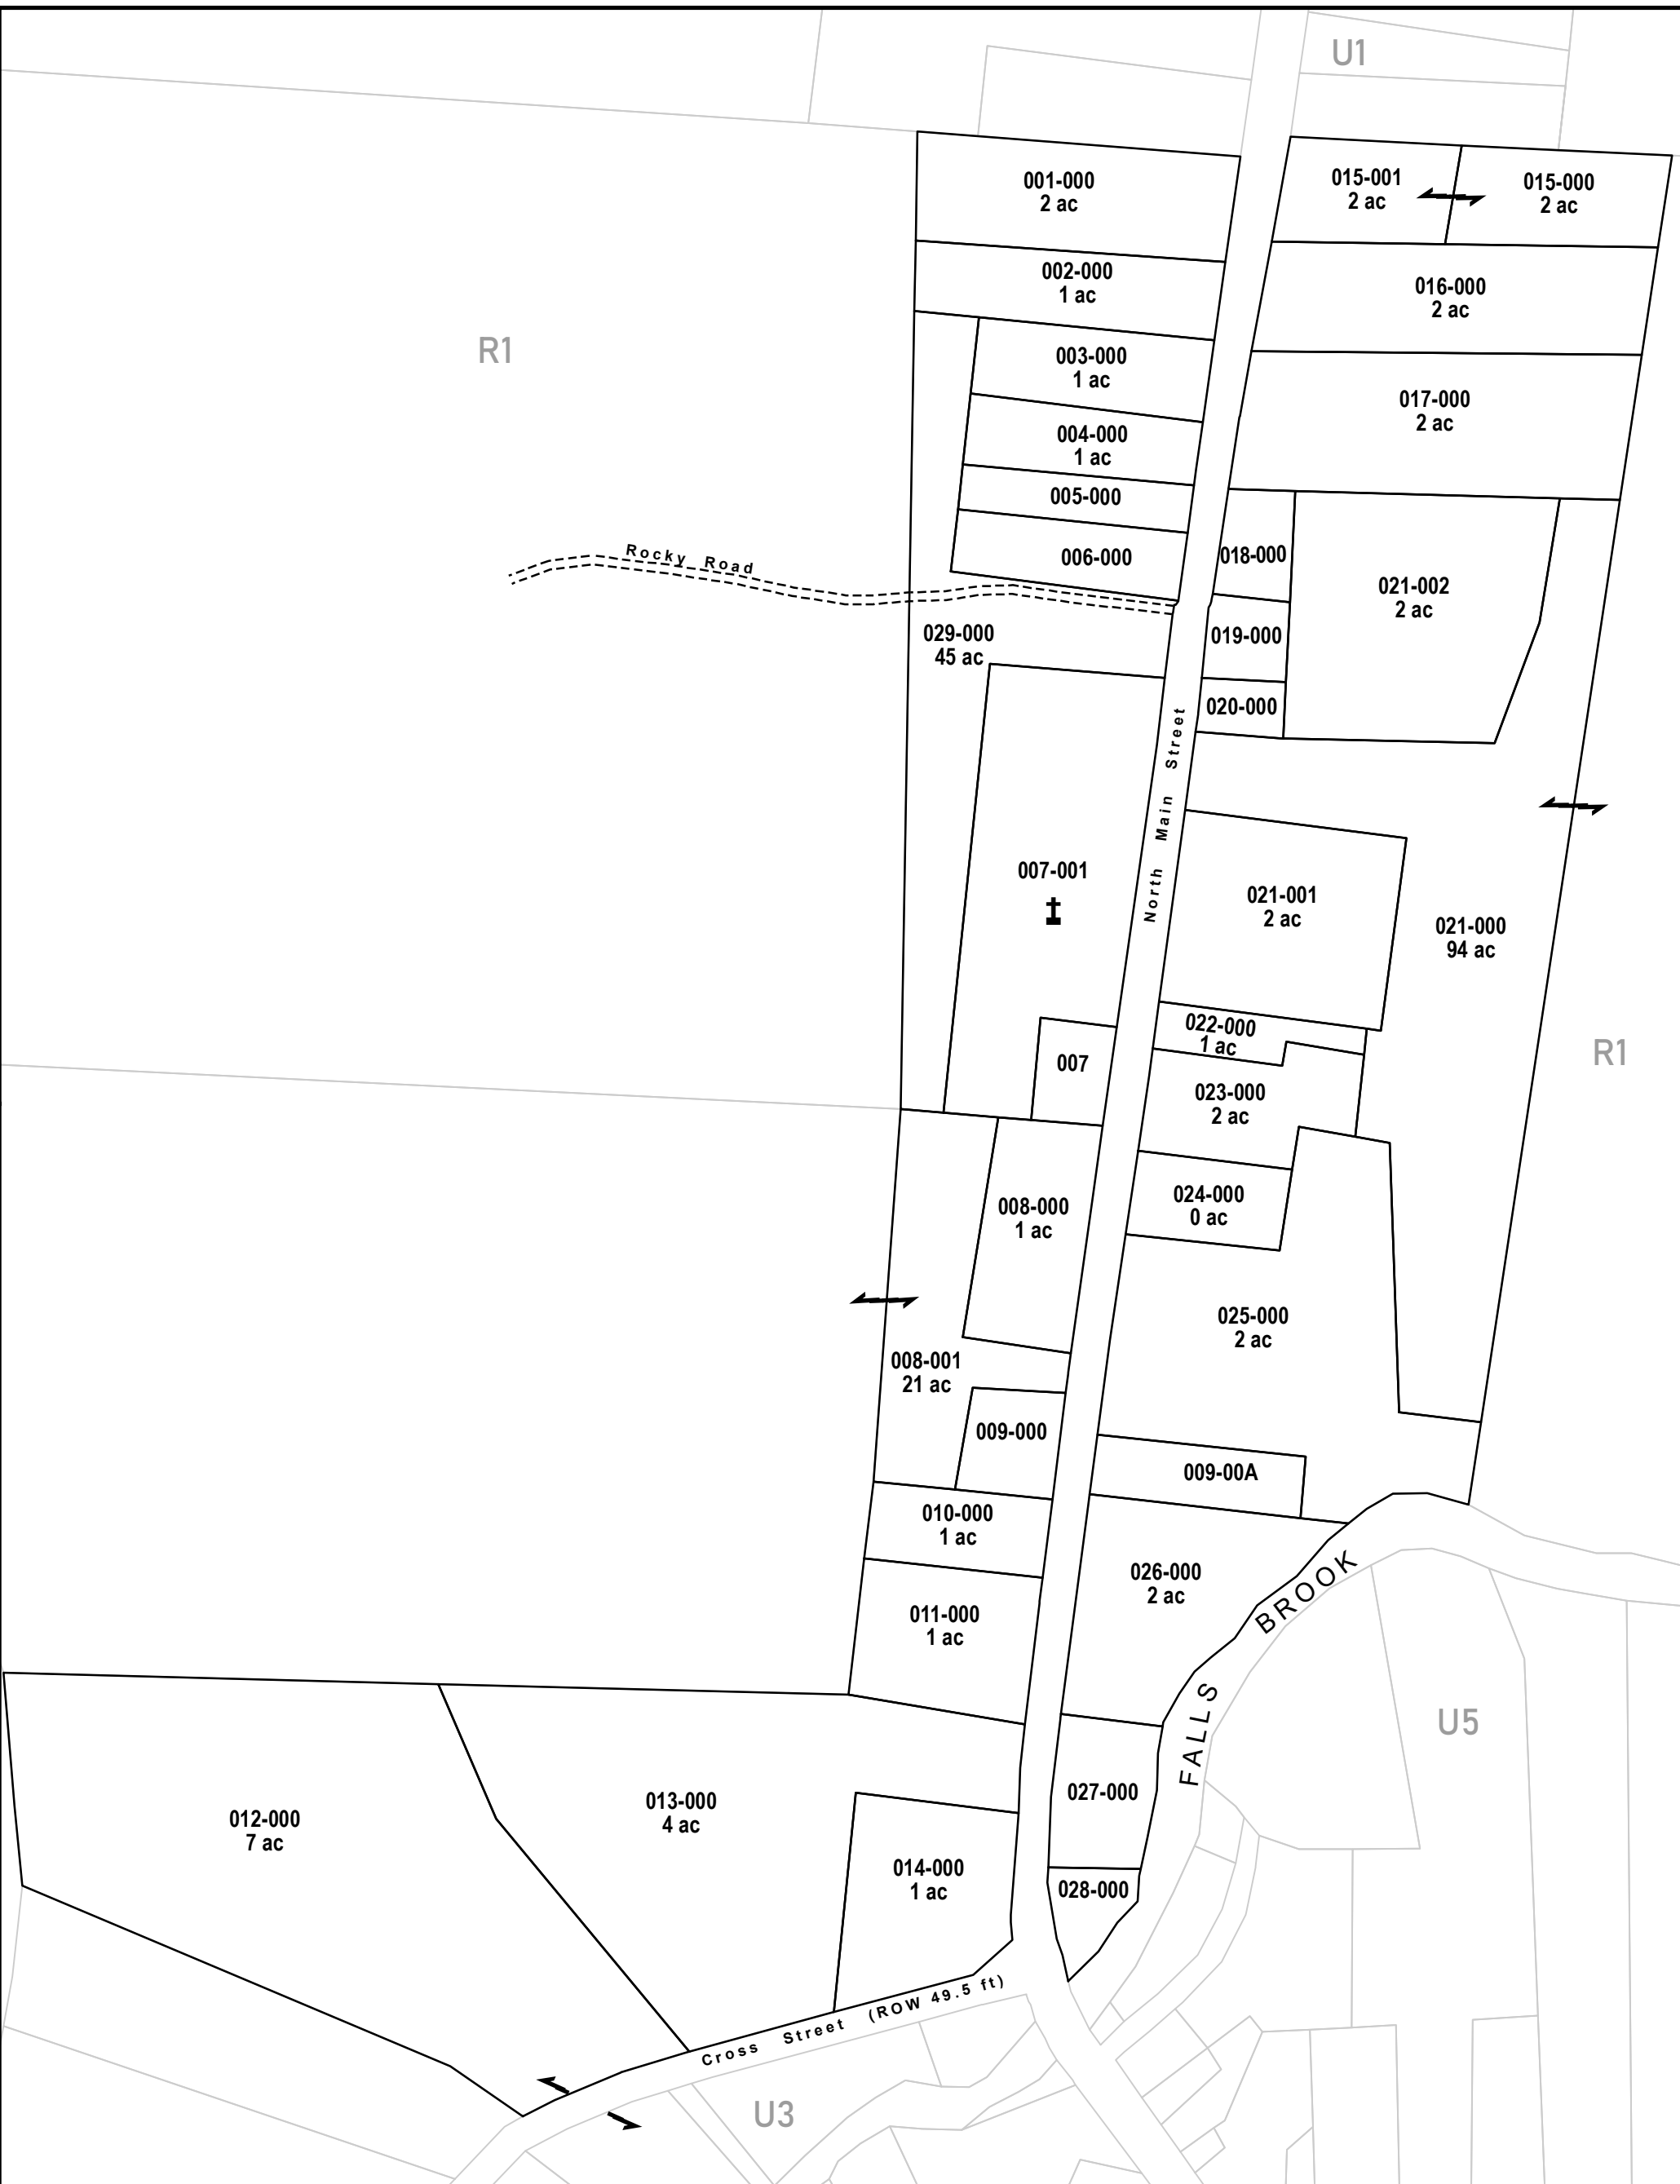 U1
001-000
2 ac
015-001
2 ac
015-000
2 ac
002-000
1 ac
016-000
2 ac
R1
003-000
1 ac
017-000
2 ac
004-000
1 ac
005-000
006-000
018-000
Rocky Road
021-002
2 ac
029-000
45 ac
019-000
020-000
North Main Street
007-001
021-001
2 ac
021-000
94 ac
022-000
1 ac
007
R1
023-000
2 ac
008-000
1 ac
024-000
0 ac
025-000
2 ac
008-001
21 ac
009-000
009-00A
010-000
1 ac
026-000
2 ac
011-000
1 ac
FALLS BROOK
U5
027-000
012-000
7 ac
013-000
4 ac
014-000
1 ac
028-000
Cross Street (ROW 49.5 ft)
U3